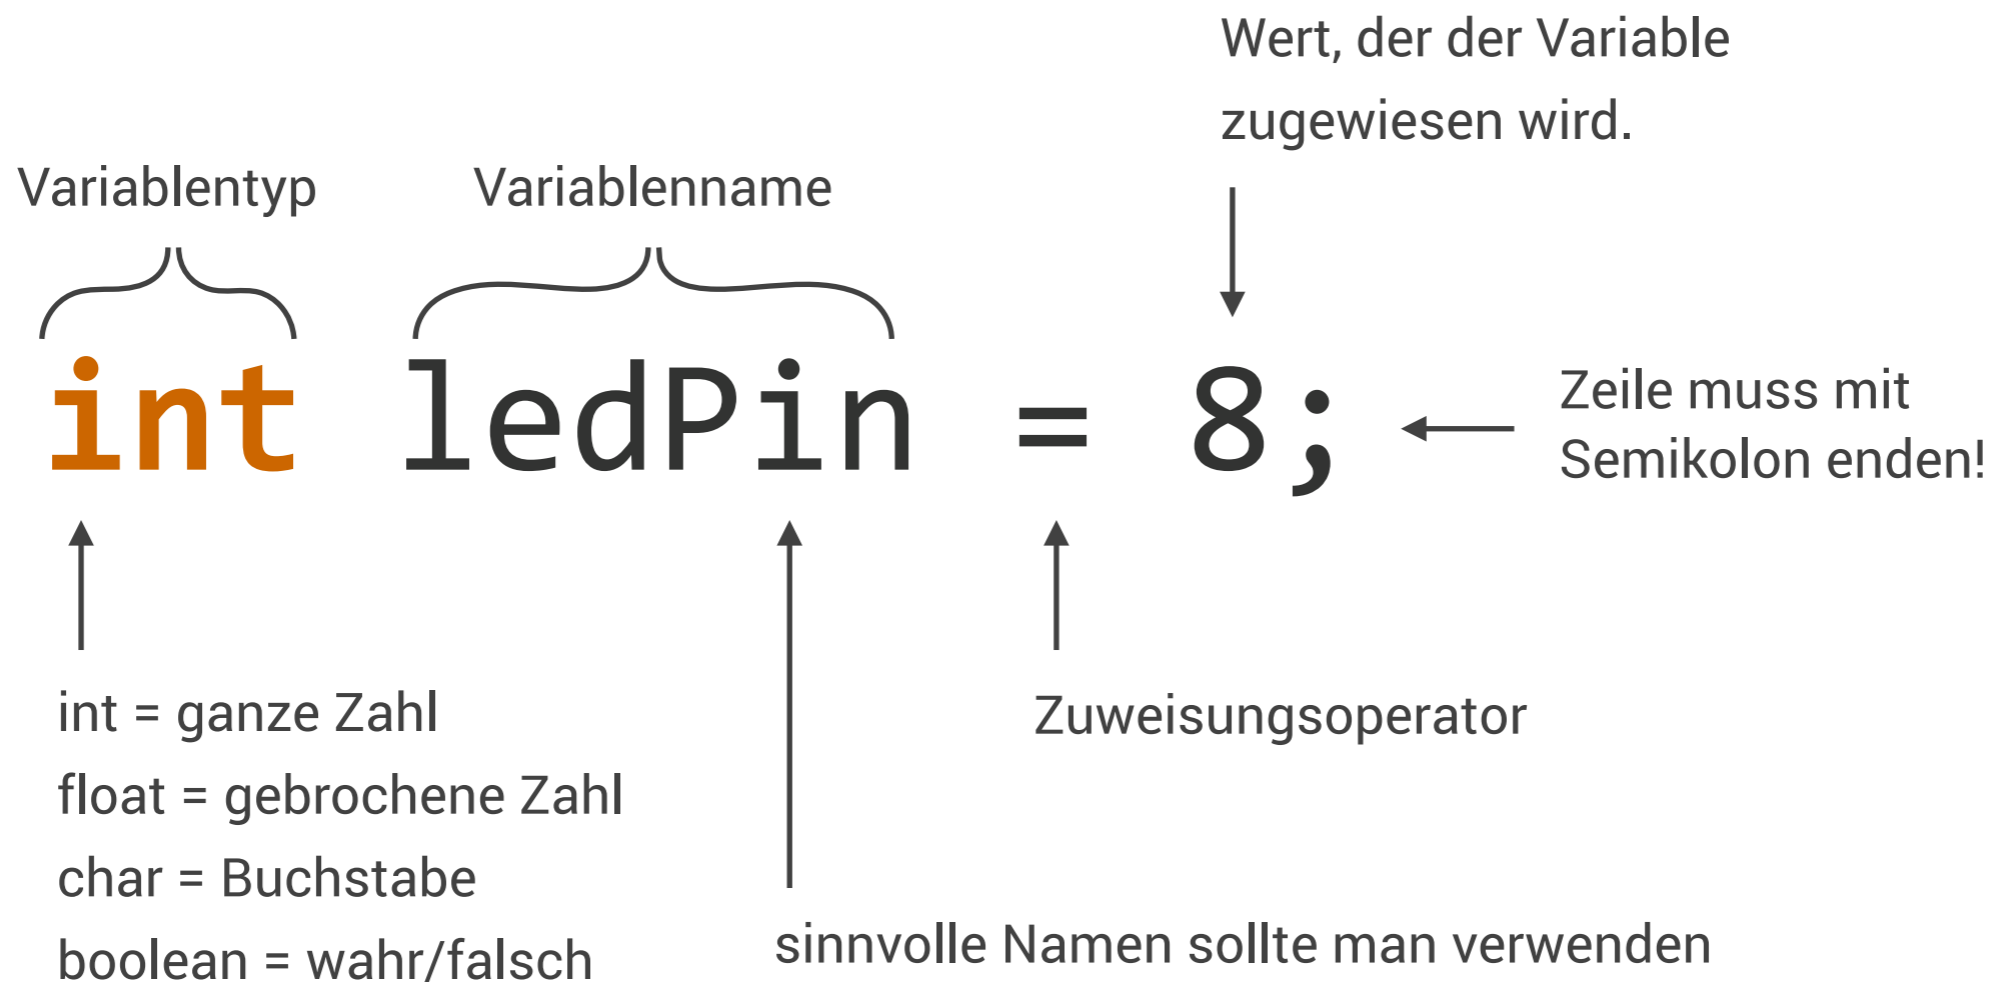 Wert, der der Variable
zugewiesen wird.
Variablentyp
Variablenname
int ledPin = 8;
Zeile muss mit
Semikolon enden!
int = ganze Zahl
float = gebrochene Zahl
char = Buchstabe
boolean = wahr/falsch
Zuweisungsoperator
sinnvolle Namen sollte man verwenden